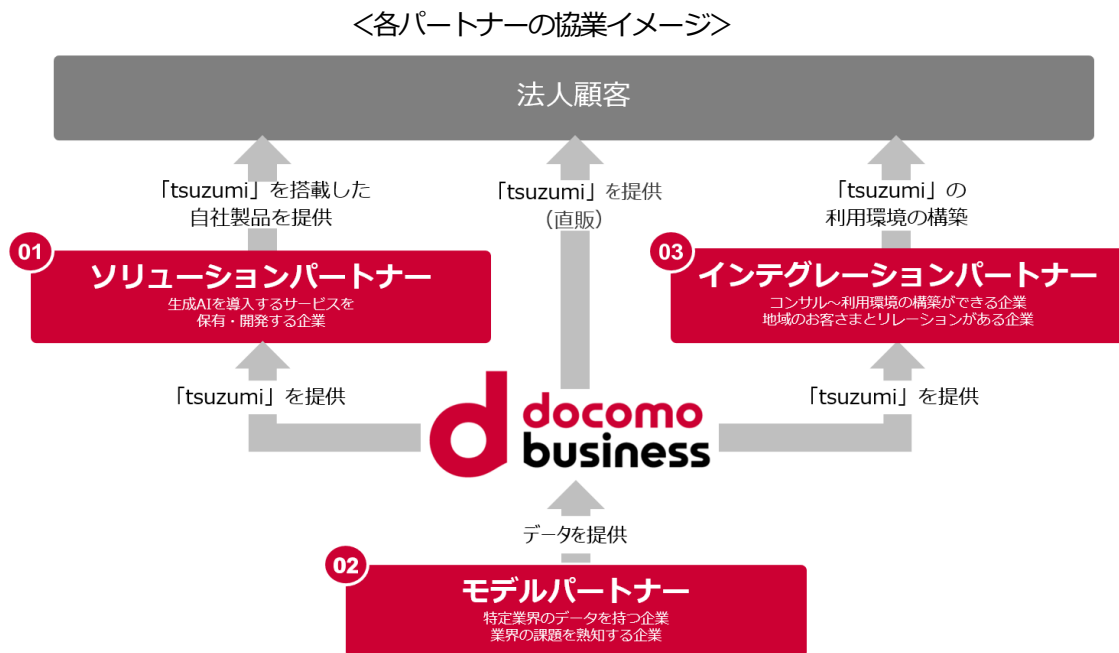 ＜各パートナーの協業イメージ＞
法人顧客
「tsuzumi」を搭載した
自社製品を提供
「tsuzumi」を提供
（直販）
「tsuzumi」の
利用環境の構築
01
ソリューションパートナー
生成AIを導入するサービスを
保有・開発する企業
03
インテグレーションパートナー
コンサル～利用環境の構築ができる企業
地域のお客さまとリレーションがある企業
「tsuzumi」を提供
「tsuzumi」を提供
docomo
business
データを提供
02
モデルパートナー
特定業界のデータを持つ企業
業界の課題を熟知する企業